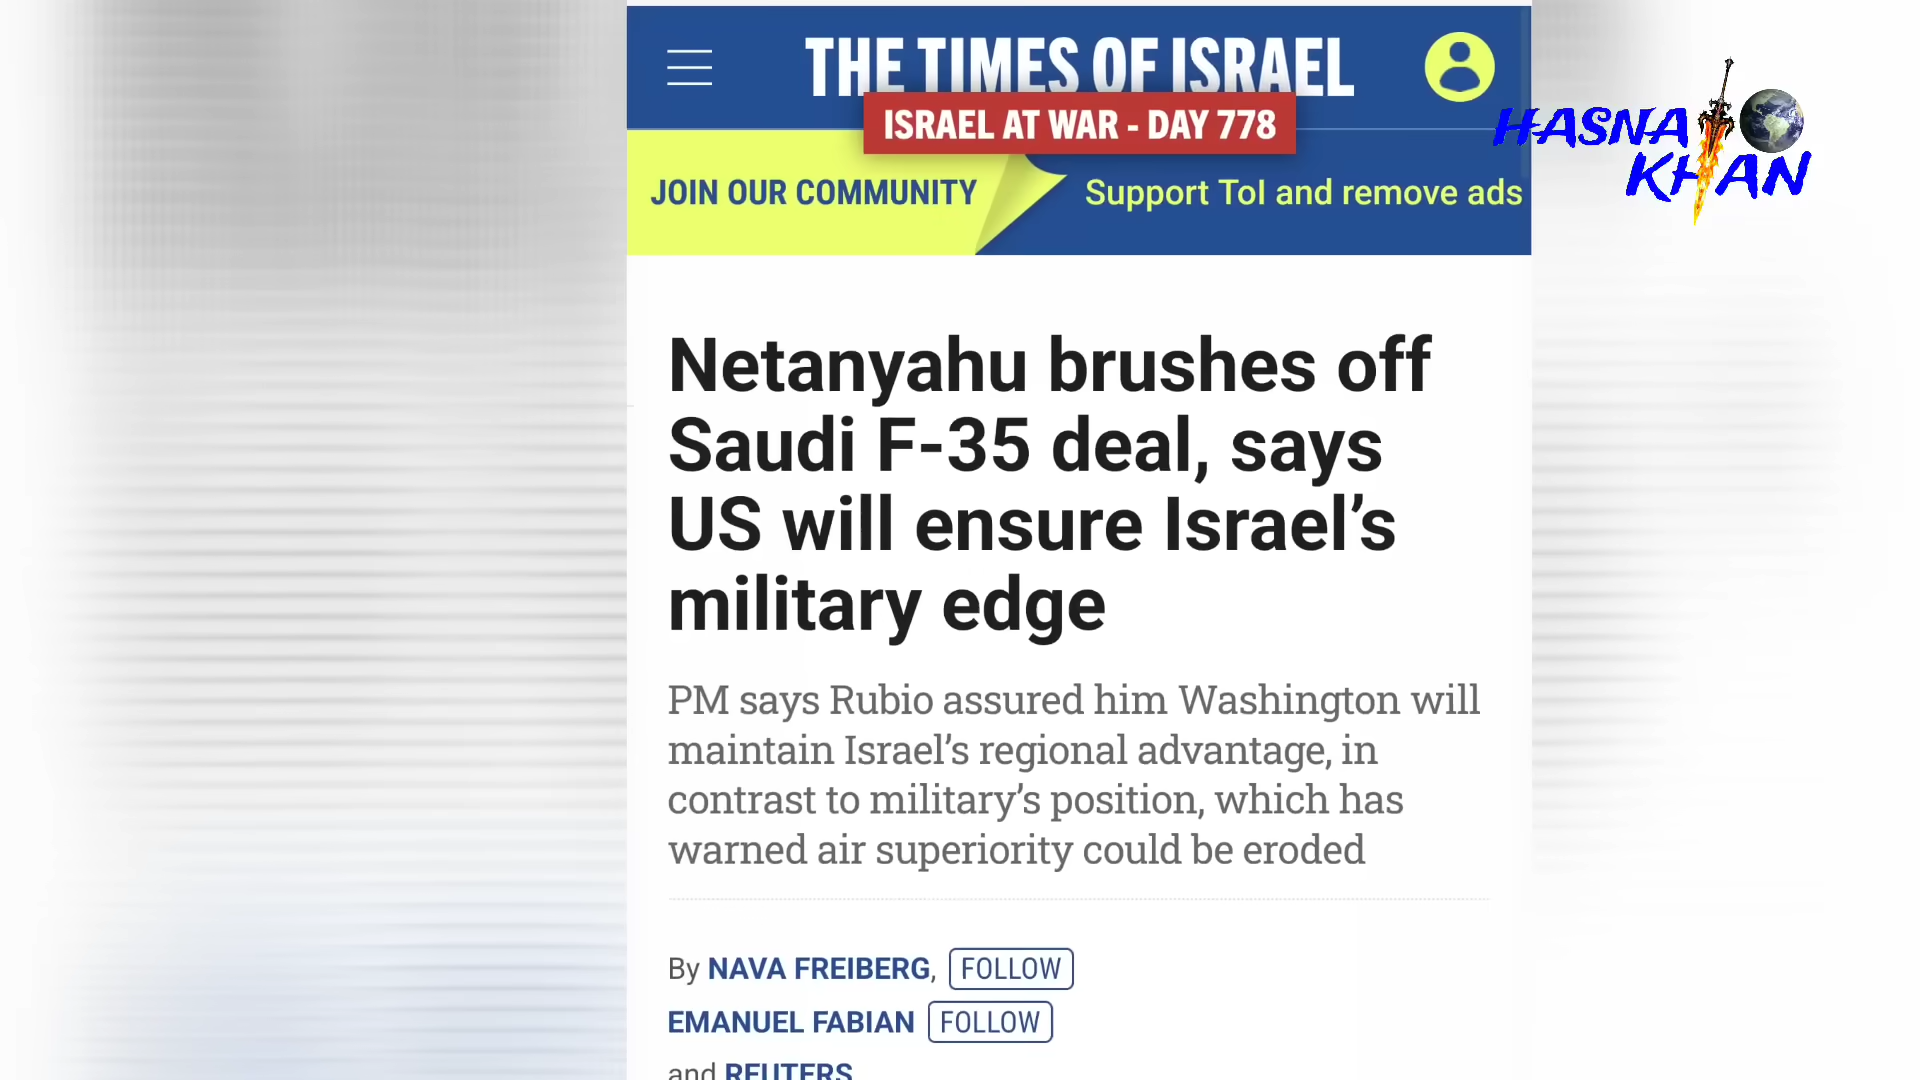 THE TIMES OF ISRAEL
ISRAEL AT WAR - DAY 778
JOIN OUR COMMUNITY
Support ToI and remove ads
HASNA
KHAN
Netanyahu brushes off
Saudi F-35 deal, says
US will ensure Israel’s
military edge
PM says Rubio assured him Washington will
maintain Israel’s regional advantage, in
contrast to military’s position, which has
warned air superiority could be eroded
By NAVA FREIBERG, FOLLOW
EMANUEL FABIAN FOLLOW
and REUTERS